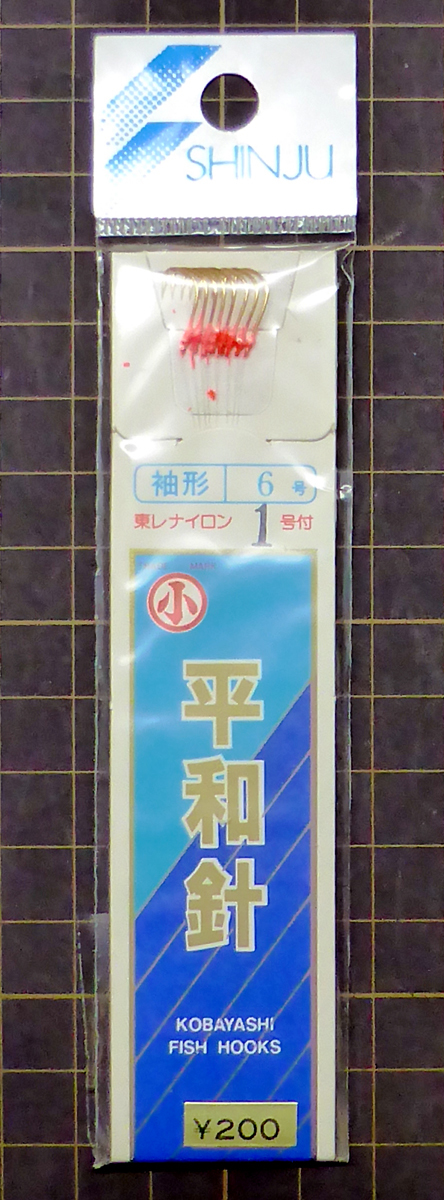 SHINJU
袖形 6号
東レナイロン 1 号付
小
平和針
KOBAYASHI
FISH HOOKS
¥200